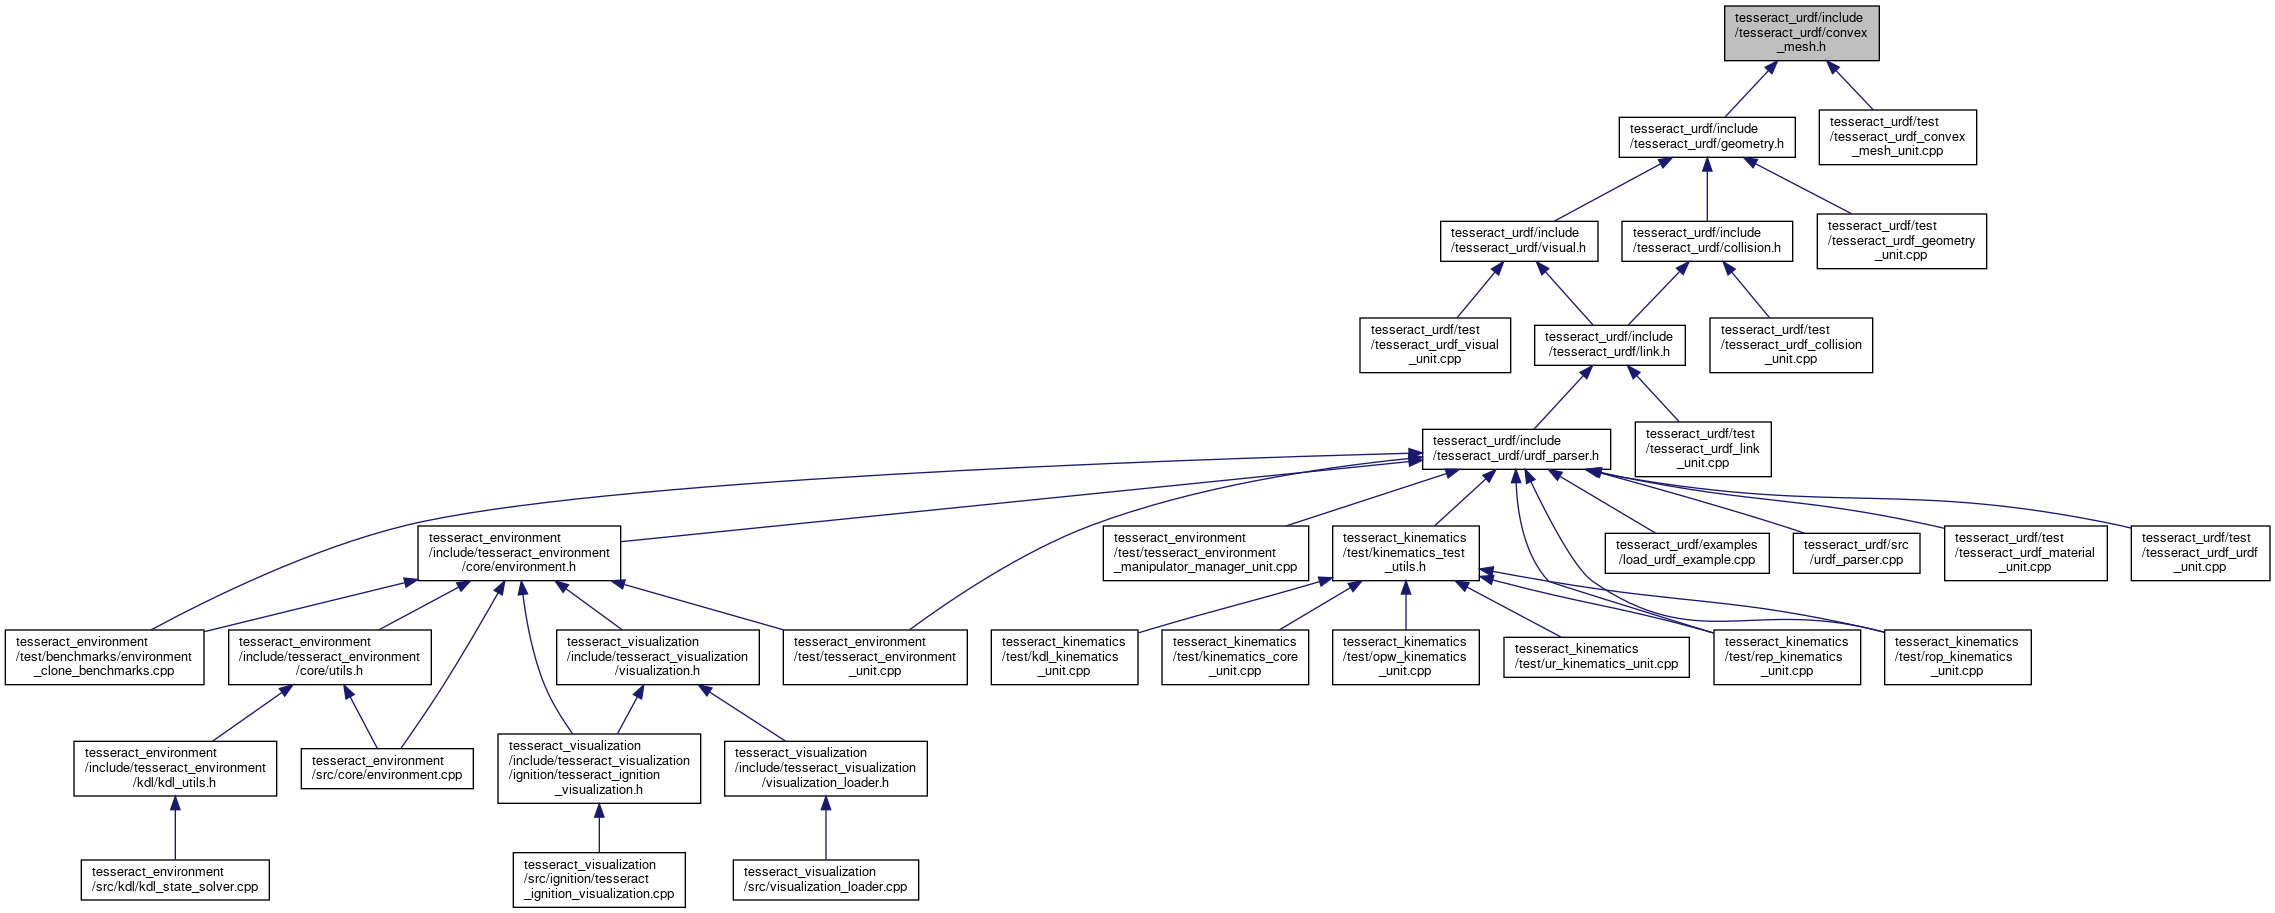 tesseract_urdf/include
/tesseract_urdf/convex
_mesh.h
tesseract_urdf/include
/tesseract_urdf/geometry.h
tesseract_urdf/test
/tesseract_urdf_convex
_mesh_unit.cpp
tesseract_urdf/include
/tesseract_urdf/visual.h
tesseract_urdf/include
/tesseract_urdf/collision.h
tesseract_urdf/test
/tesseract_urdf_geometry
_unit.cpp
tesseract_urdf/test
/tesseract_urdf_visual
_unit.cpp
tesseract_urdf/include
/tesseract_urdf/link.h
tesseract_urdf/test
/tesseract_urdf_collision
_unit.cpp
tesseract_urdf/include
/tesseract_urdf/urdf_parser.h
tesseract_urdf/test
/tesseract_urdf_link
_unit.cpp
tesseract_environment
/include/tesseract_environment
/core/environment.h
tesseract_environment
/test/tesseract_environment
_manipulator_manager_unit.cpp
tesseract_kinematics
/test/kinematics_test
_utils.h
tesseract_urdf/examples
/load_urdf_example.cpp
tesseract_urdf/src
/urdf_parser.cpp
tesseract_urdf/test
/tesseract_urdf_material
_unit.cpp
tesseract_urdf/test
/tesseract_urdf_urdf
_unit.cpp
tesseract_environment
/test/benchmarks/environment
_clone_benchmarks.cpp
tesseract_environment
/include/tesseract_environment
/core/utils.h
tesseract_visualization
/include/tesseract_visualization
/visualization.h
tesseract_environment
/test/tesseract_environment
_unit.cpp
tesseract_kinematics
/test/kdl_kinematics
_unit.cpp
tesseract_kinematics
/test/kinematics_core
_unit.cpp
tesseract_kinematics
/test/opw_kinematics
_unit.cpp
tesseract_kinematics
/test/ur_kinematics_unit.cpp
tesseract_kinematics
/test/rep_kinematics
_unit.cpp
tesseract_kinematics
/test/rop_kinematics
_unit.cpp
tesseract_environment
/include/tesseract_environment
/kdl/kdl_utils.h
tesseract_environment
/src/core/environment.cpp
tesseract_visualization
/include/tesseract_visualization
/ignition/tesseract_ignition
_visualization.h
tesseract_visualization
/include/tesseract_visualization
/visualization_loader.h
tesseract_environment
/src/kdl/kdl_state_solver.cpp
tesseract_visualization
/src/ignition/tesseract
_ignition_visualization.cpp
tesseract_visualization
/src/visualization_loader.cpp